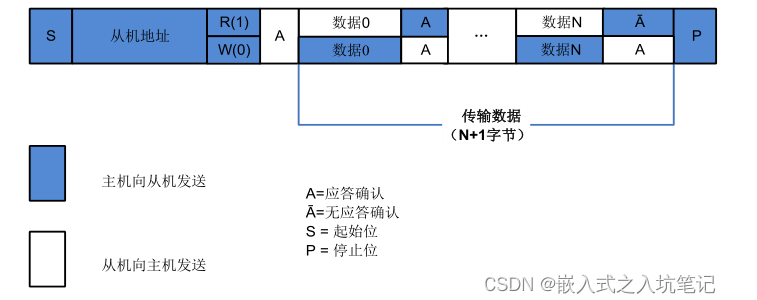 S 从机地址 R(1) A 数据0 A … 数据N Ā P
W(0) 数据0 A 数据N A
传输数据
（N+1字节）
主机向从机发送
A=应答确认
Ā=无应答确认
S = 起始位
P = 停止位
从机向主机发送
CSDN @嵌入式之入坑笔记